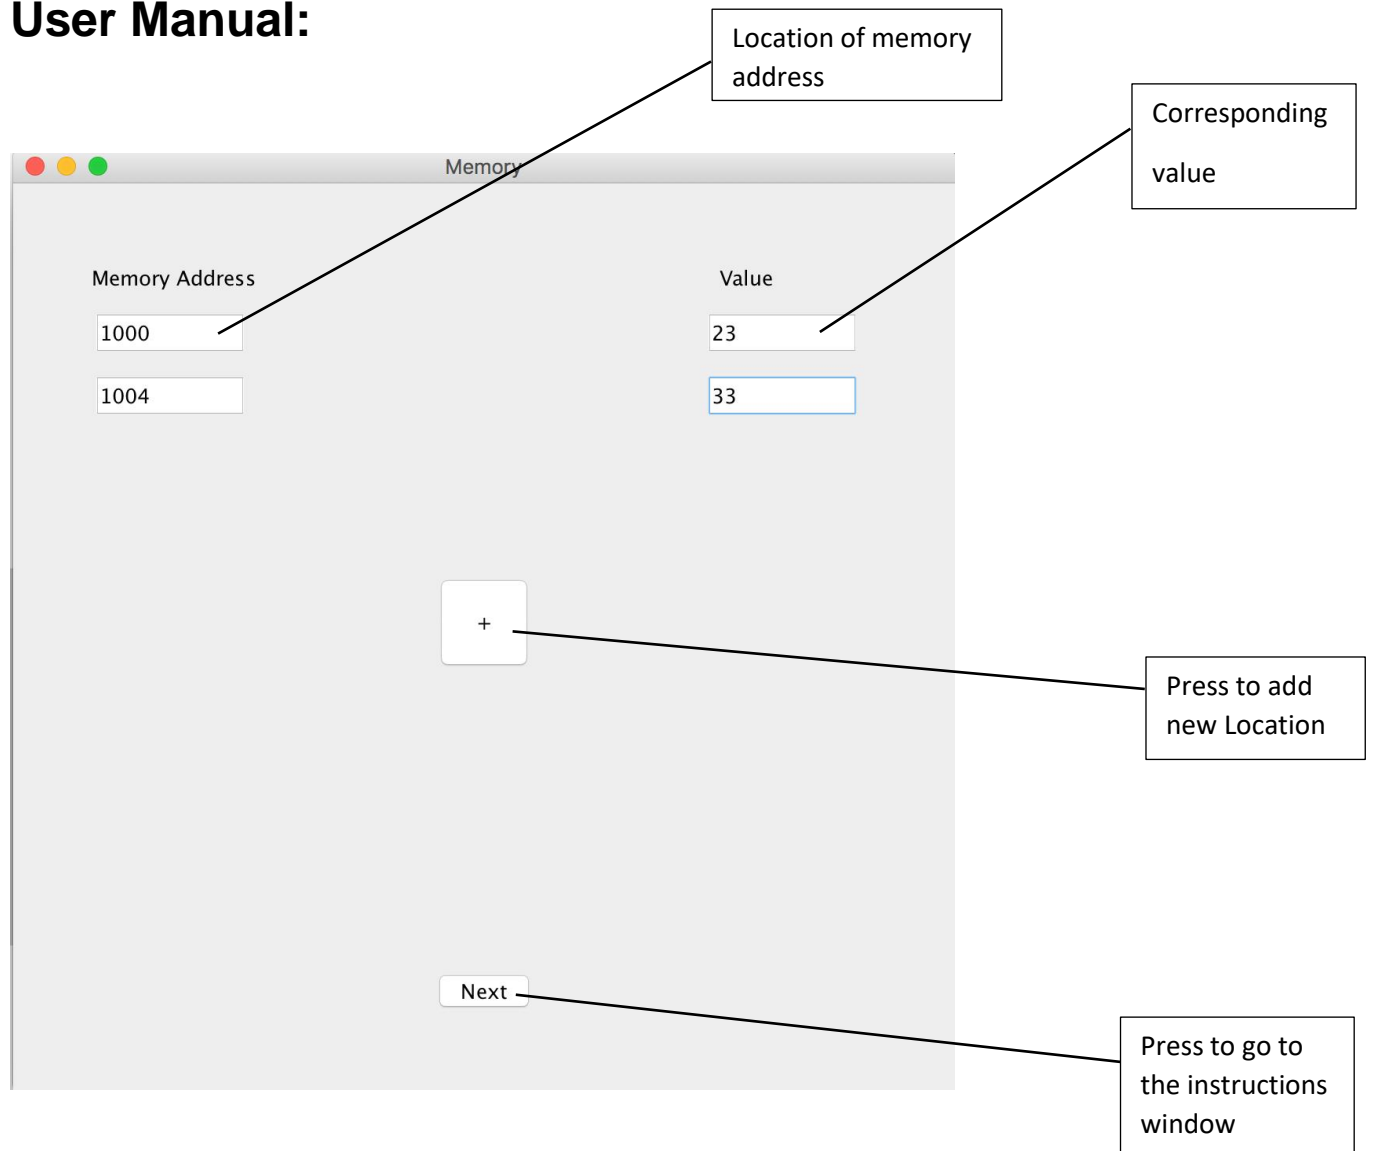 User Manual:
Location of memory
address
Corresponding
value
Memory
Memory Address
Value
1000
23
1004
33
+
Press to add
new Location
Next
Press to go to
the instructions
window